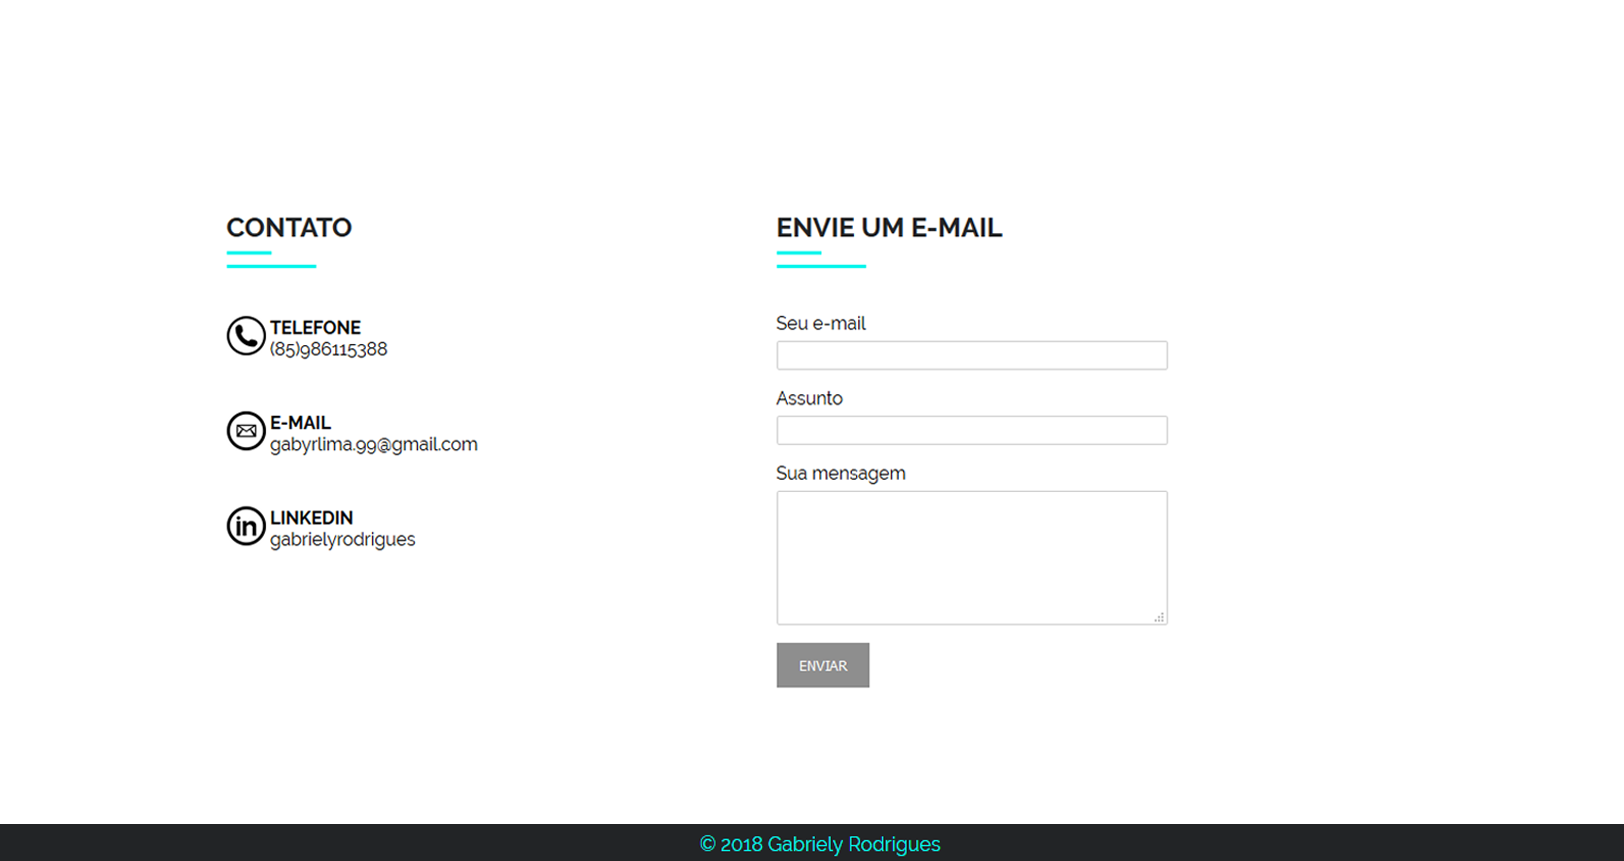 CONTATO
TELEFONE
(85)986115388
E-MAIL
gabyrlima.99@gmail.com
in LINKEDIN
gabrielyrodrigues
ENVIE UM E-MAIL
Seu e-mail
Assunto
Sua mensagem
ENVIAR
© 2018 Gabriely Rodrigues